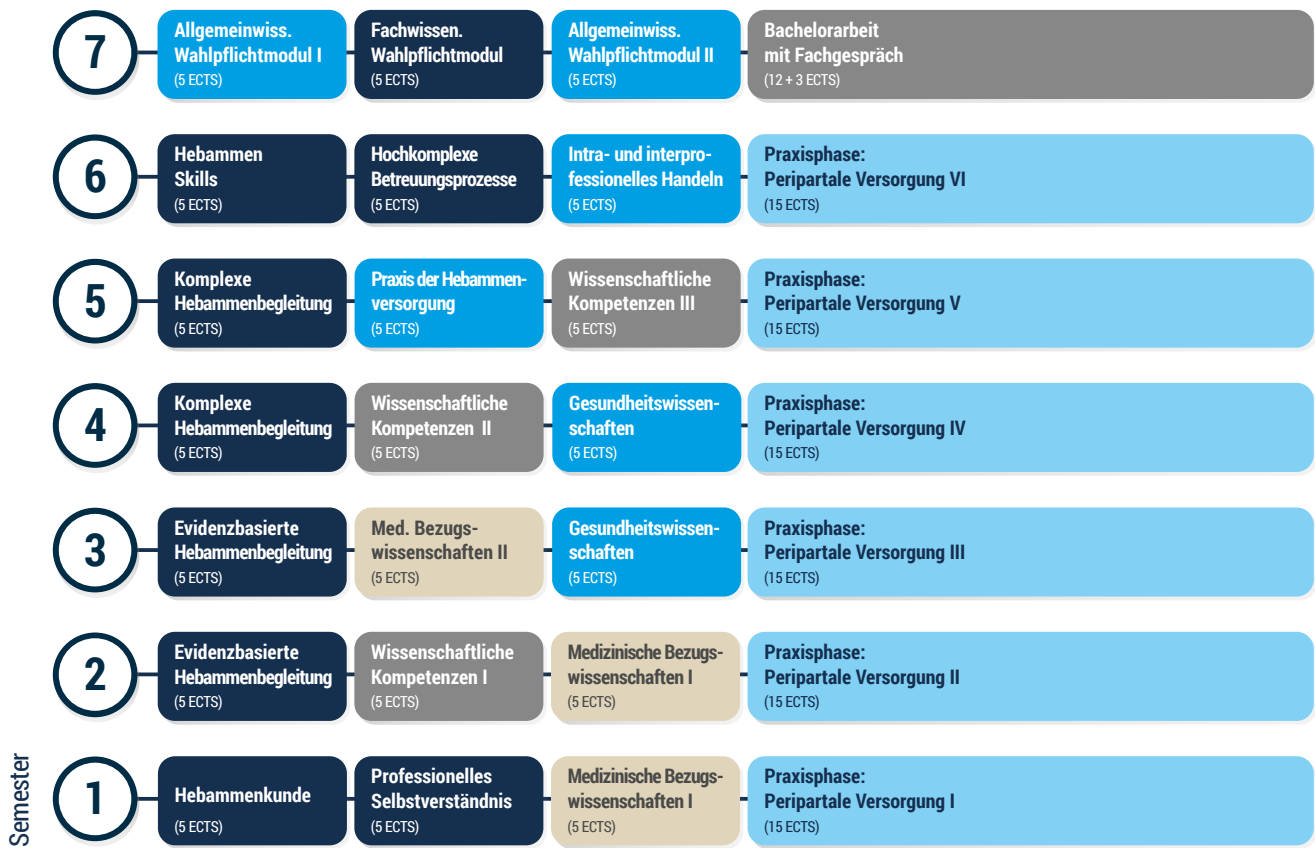 7
Allgemeinwiss.
Wahlpflichtmodul I
(5 ECTS)
Fachwissen.
Wahlpflichtmodul
(5 ECTS)
Allgemeinwiss.
Wahlpflichtmodul II
(5 ECTS)
Bachelorarbeit
mit Fachgespräch
(12 + 3 ECTS)
6
Hebammen
Skills
(5 ECTS)
Hochkomplexe
Betreuungsprozesse
(5 ECTS)
Intra- und interpro-
fessionelles Handeln
(5 ECTS)
Praxisphase:
Peripartale Versorgung VI
(15 ECTS)
5
Komplexe
Hebammenbegleitung
(5 ECTS)
Praxis der Hebammen-
versorgung
(5 ECTS)
Wissenschaftliche
Kompetenzen III
(5 ECTS)
Praxisphase:
Peripartale Versorgung V
(15 ECTS)
4
Komplexe
Hebammenbegleitung
(5 ECTS)
Wissenschaftliche
Kompetenzen II
(5 ECTS)
Gesundheitswissen-
schaften
(5 ECTS)
Praxisphase:
Peripartale Versorgung IV
(15 ECTS)
3
Evidenzbasierte
Hebammenbegleitung
(5 ECTS)
Med. Bezugs-
wissenschaften II
(5 ECTS)
Gesundheitswissen-
schaften
(5 ECTS)
Praxisphase:
Peripartale Versorgung III
(15 ECTS)
2
Evidenzbasierte
Hebammenbegleitung
(5 ECTS)
Wissenschaftliche
Kompetenzen I
(5 ECTS)
Medizinische Bezugs-
wissenschaften I
(5 ECTS)
Praxisphase:
Peripartale Versorgung II
(15 ECTS)
Semester
1
Hebammenkunde
(5 ECTS)
Professionelles
Selbstverständnis
(5 ECTS)
Medizinische Bezugs-
wissenschaften I
(5 ECTS)
Praxisphase:
Peripartale Versorgung I
(15 ECTS)